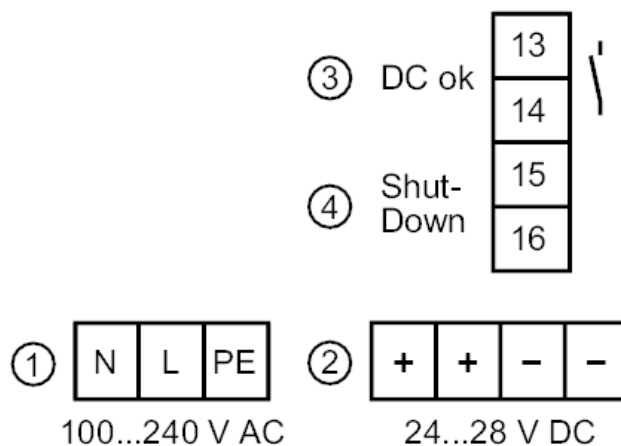 13
③ DC ok
14
15
④ Shut-
Down
16
① N L PE
② + + − −
100...240 V AC
24...28 V DC